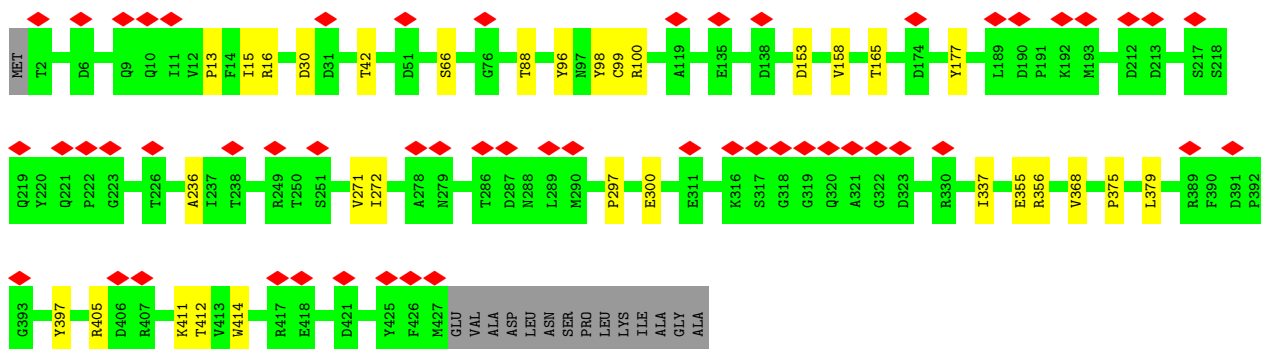 MET T2 D6 Q9 Q10 I11 V12 P13 F14 I15 R16 D30 D31 T42 D61 S66 G76 T88 Y96 N97 Y98 C99 R100 A119 E135 D138 D153 V158 T165 D174 Y177 L189 D190 P191 K192 M193 D212 D213 S217 S218
Q219 Y220 Q221 P222 G223 T226 A236 I237 T238 R249 T250 S251 V271 I272 A278 N279 T286 D287 N288 L289 M290 P297 E300 E311 K316 S317 G318 G319 Q320 A321 G322 D323 R330 I337 E355 R356 V368 P375 L379 R389 F390 D391 P392
G393 Y397 R405 D406 R407 K411 T412 V413 W414 R417 E418 D421 Y425 F426 M427 GLU VAL ALA ASP LEU ASN SER PRO LEU LYS ILE ALA GLY ALA